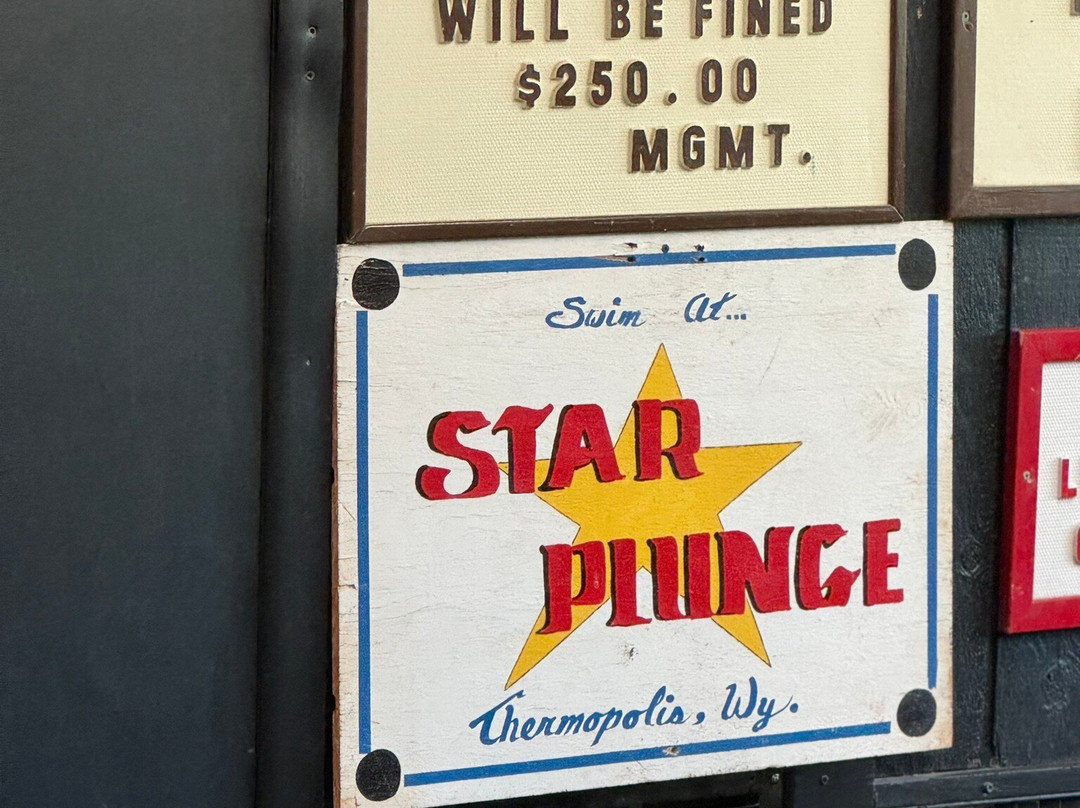 WILL BE FINED
$250.00
MGMT.
Swim At...
STAR
PLUNGE
Thermopolis, Wy.
L